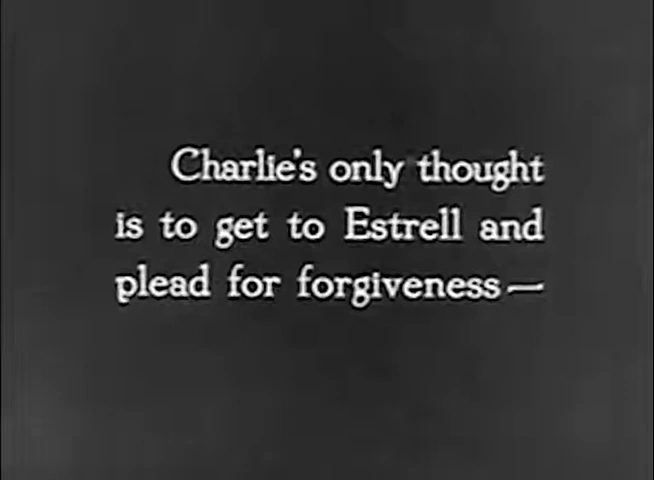 Charlie's only thought
is to get to Estrell and
plead for forgiveness—